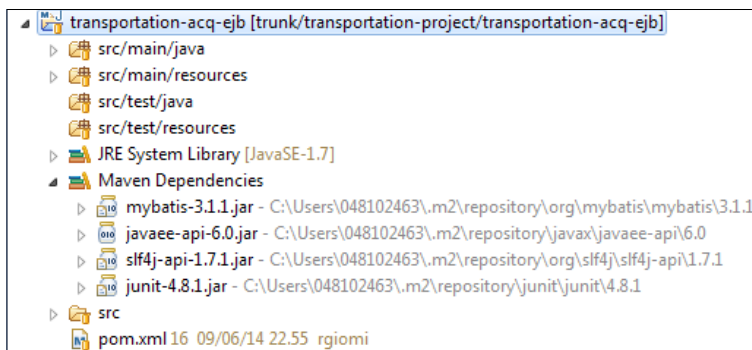 transportation-acq-ejb [trunk/transportation-project/transportation-acq-ejb]
src/main/java
src/main/resources
src/test/java
src/test/resources
JRE System Library [JavaSE-1.7]
Maven Dependencies
mybatis-3.1.1.jar - C:\Users\048102463\.m2\repository\org\mybatis\mybatis\3.1.1
javaee-api-6.0.jar - C:\Users\048102463\.m2\repository\javax\javaee-api\6.0
slf4j-api-1.7.1.jar - C:\Users\048102463\.m2\repository\org\slf4j\slf4j-api\1.7.1
junit-4.8.1.jar - C:\Users\048102463\.m2\repository\junit\junit\4.8.1
src
pom.xml 16 09/06/14 22.55 rgiomi